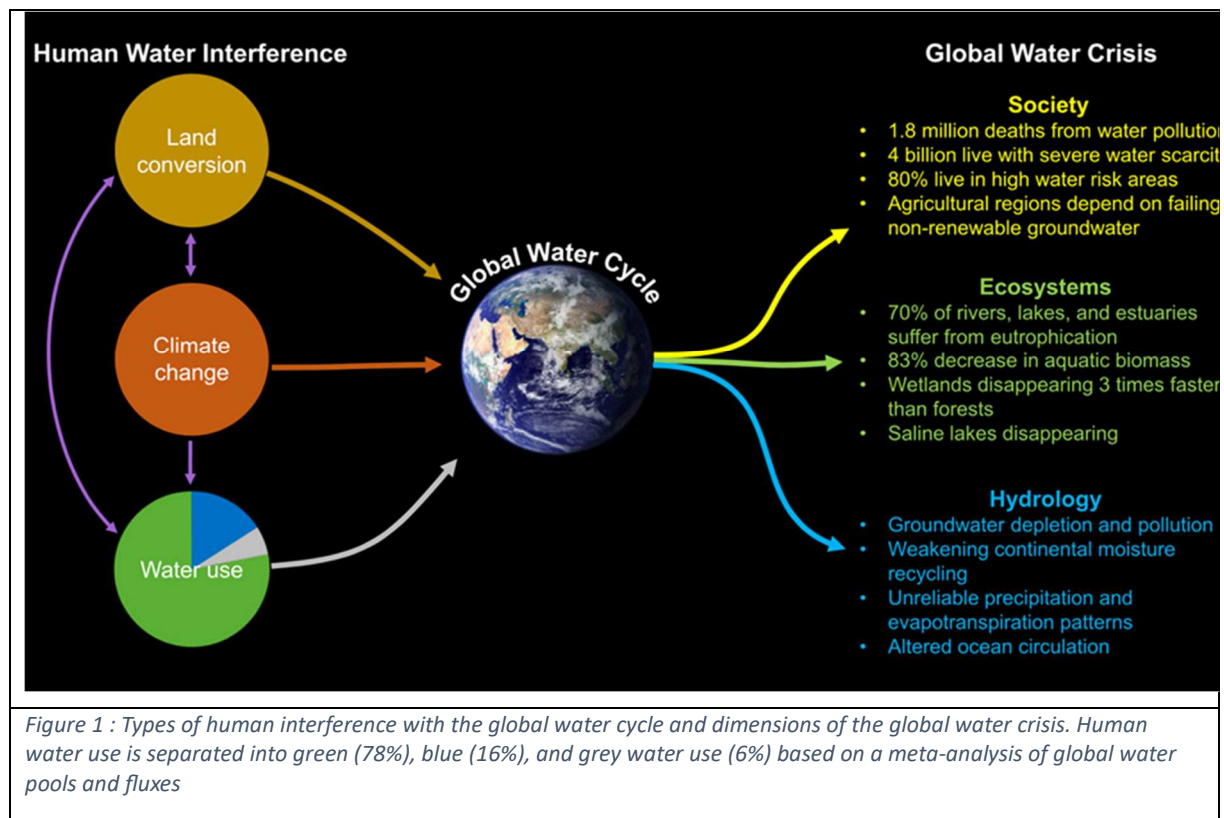 Human Water Interference
Land
conversion
Climate
change
Water use
Global Water Cycle
Global Water Crisis
Society
• 1.8 million deaths from water pollution
• 4 billion live with severe water scarcit
• 80% live in high water risk areas
• Agricultural regions depend on failing
non-renewable groundwater
Ecosystems
• 70% of rivers, lakes, and estuaries
suffer from eutrophication
• 83% decrease in aquatic biomass
• Wetlands disappearing 3 times faster
than forests
• Saline lakes disappearing
Hydrology
• Groundwater depletion and pollution
• Weakening continental moisture
recycling
• Unreliable precipitation and
evapotranspiration patterns
• Altered ocean circulation
Figure 1 : Types of human interference with the global water cycle and dimensions of the global water crisis. Human
water use is separated into green (78%), blue (16%), and grey water use (6%) based on a meta-analysis of global water
pools and fluxes